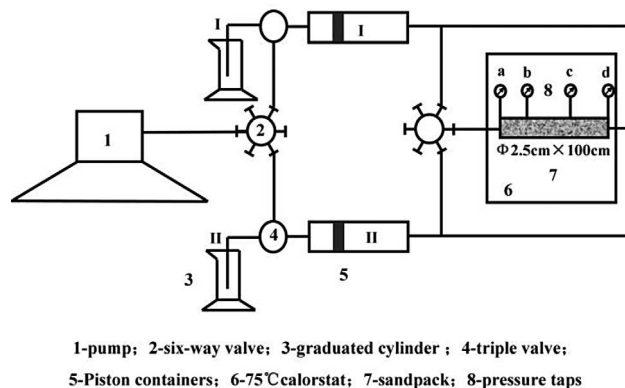 I
I
a b c d
8
1
2
Φ2.5cm×100cm
7
6
II
4
II
3
5
1-pump; 2-six-way valve; 3-graduated cylinder ; 4-triple valve;
5-Piston containers; 6-75℃calorstat; 7-sandpack; 8-pressure taps